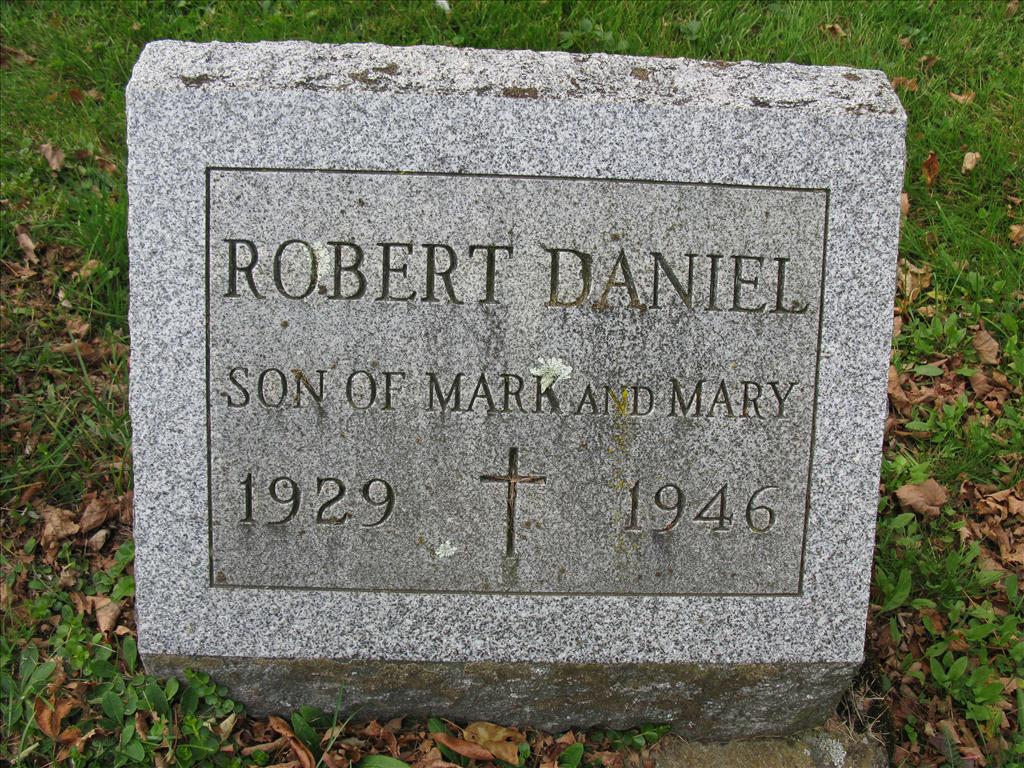 ROBERT DANIEL
SON OF MARK AND MARY
1929 1946